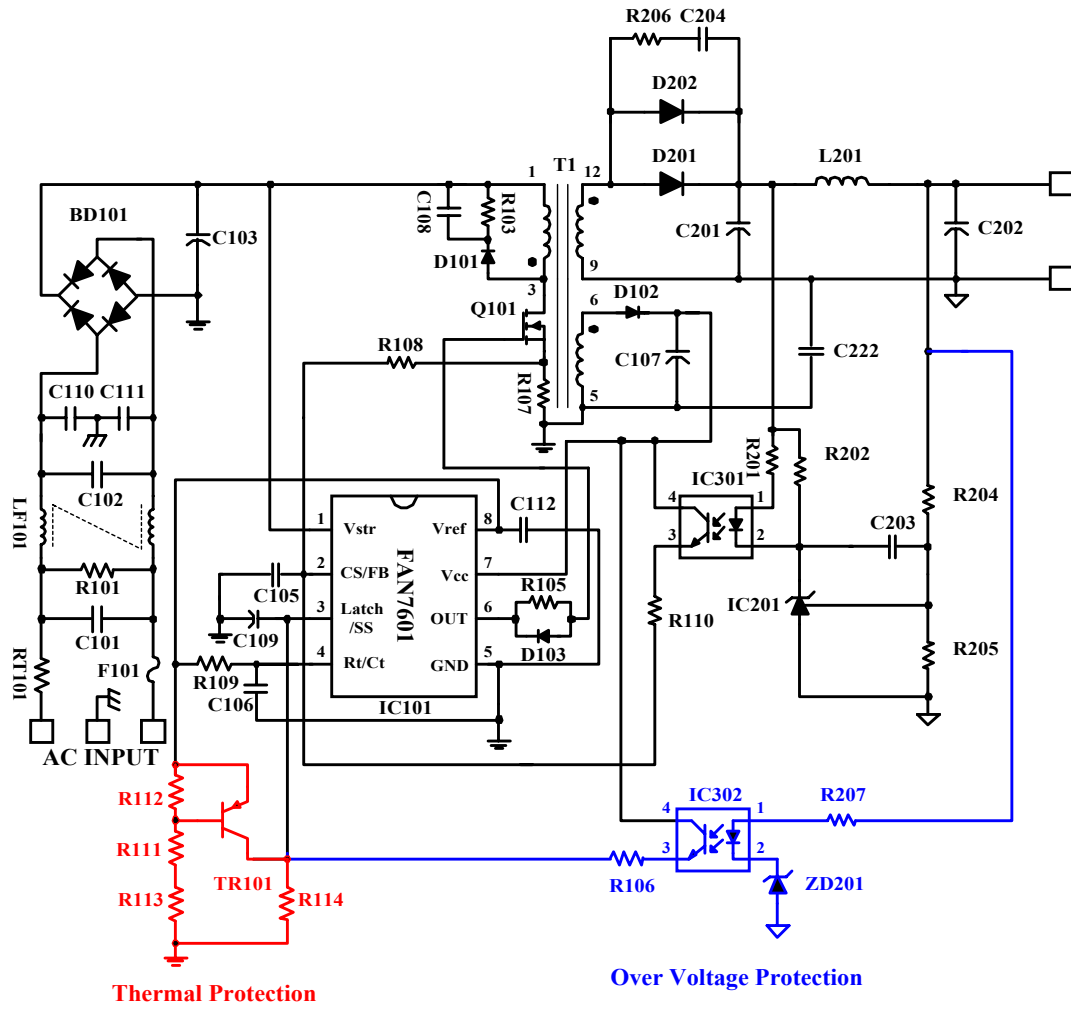 R206
C204
D202
D201
L201
T1
1
12
BD101
C103
C108
R103
D101
C201
C202
3
9
Q101
6
D102
R108
C107
C222
R107
5
C110
C111
C102
LF101
R101
C101
RT101
F101
AC INPUT
R201
R202
IC301
4
1
3
2
C203
R204
IC201
R205
R110
1
Vstr
Vref
8
C112
2
CS/FB
Vcc
7
FAN7601
C105
R105
3
Latch
/SS
OUT
6
C109
D103
4
Rt/Ct
GND
5
R109
C106
IC101
R112
R111
R113
TR101
R114
IC302
4
1
3
2
R207
R106
ZD201
Thermal Protection
Over Voltage Protection